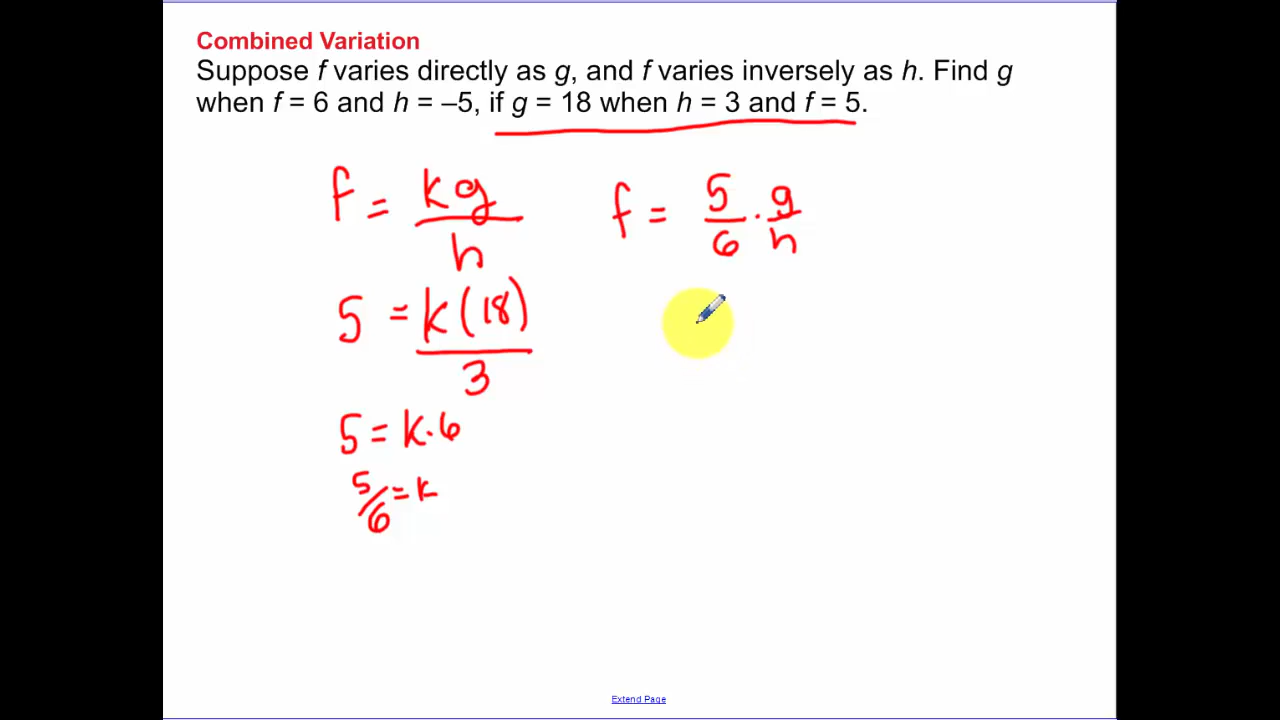 Combined Variation
Suppose f varies directly as g, and f varies inversely as h. Find g
when f = 6 and h = –5, if g = 18 when h = 3 and f = 5.
f = kg/h
5 = k(18)/3
5 = k·6
5/6 = k
f = 5/6 · g/h
Extend Page